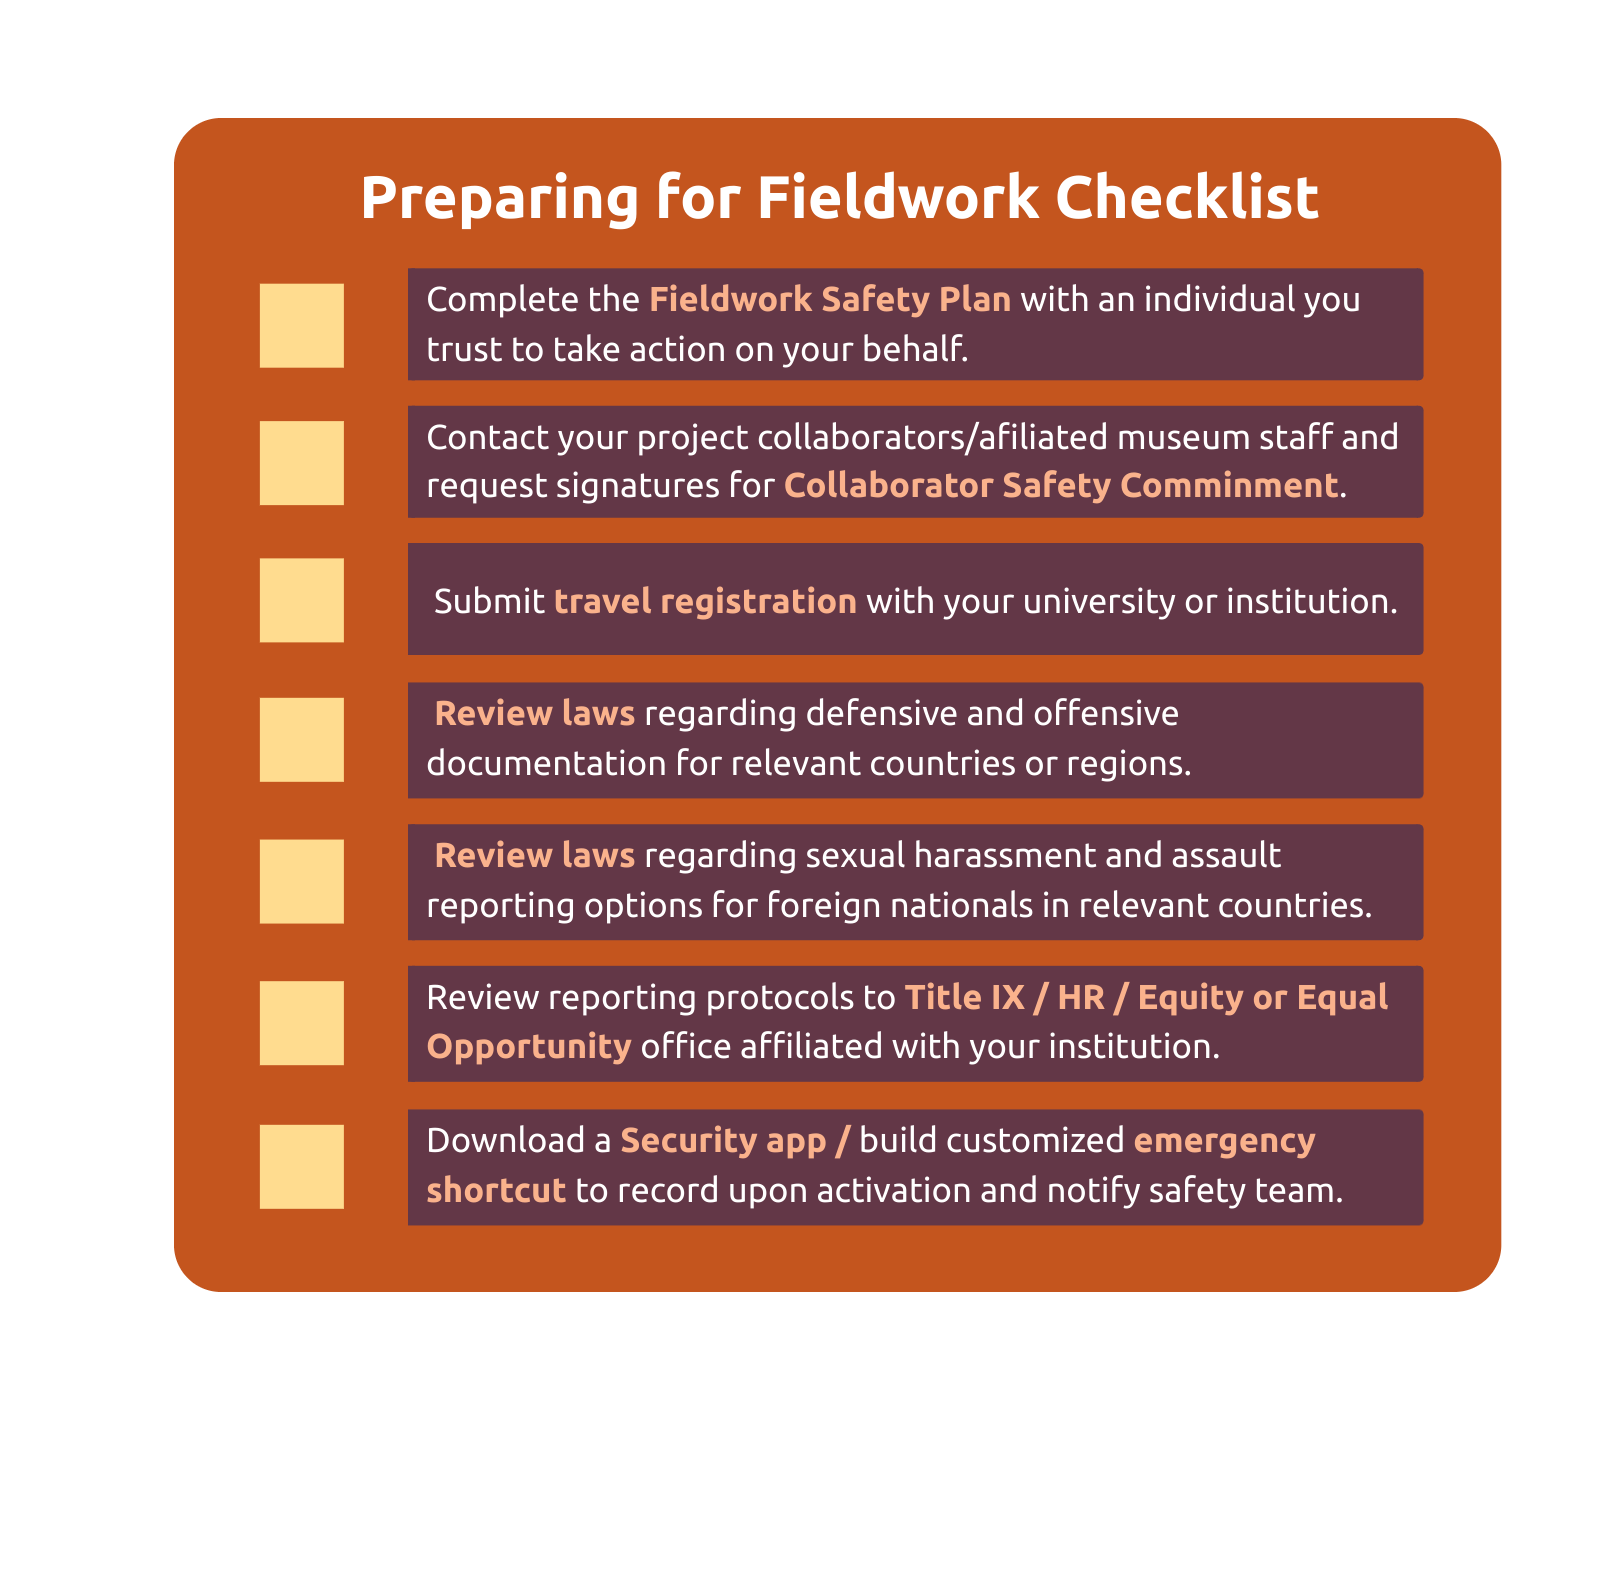 Preparing for Fieldwork Checklist
Complete the Fieldwork Safety Plan with an individual you
trust to take action on your behalf.
Contact your project collaborators/afiliated museum staff and
request signatures for Collaborator Safety Comminment.
Submit travel registration with your university or institution.
Review laws regarding defensive and offensive
documentation for relevant countries or regions.
Review laws regarding sexual harassment and assault
reporting options for foreign nationals in relevant countries.
Review reporting protocols to Title IX / HR / Equity or Equal
Opportunity office affiliated with your institution.
Download a Security app / build customized emergency
shortcut to record upon activation and notify safety team.